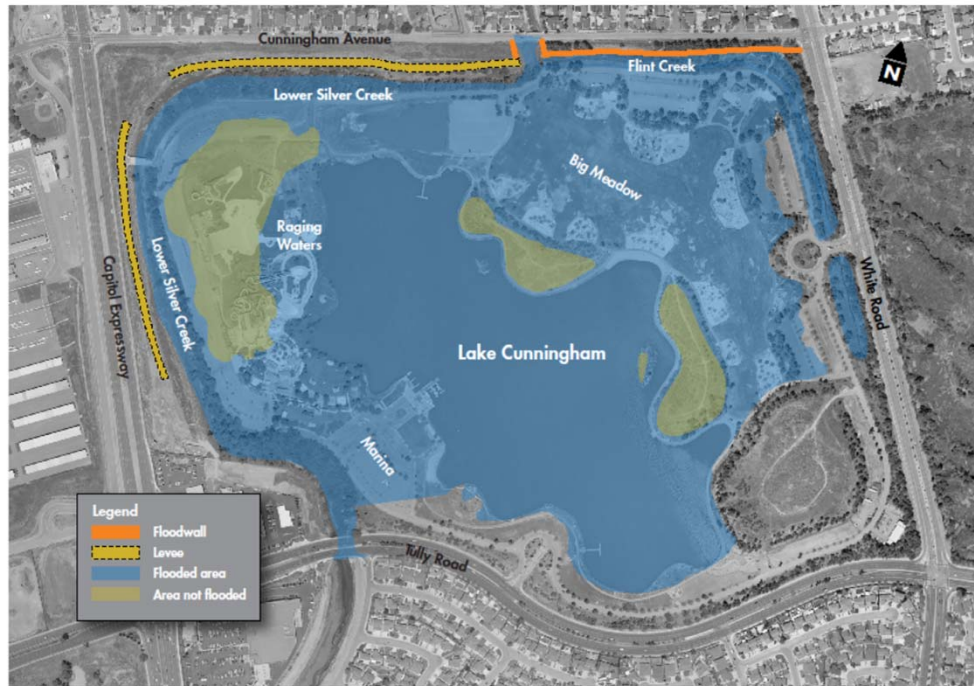 Cunningham Avenue
Flint Creek
N
Lower Silver Creek
Big Meadow
Raging
Waters
Capitol Expressway
Lower Silver Creek
White Road
Lake Cunningham
Marina
Tully Road
Legend
Floodwall
Levee
Flooded area
Area not flooded